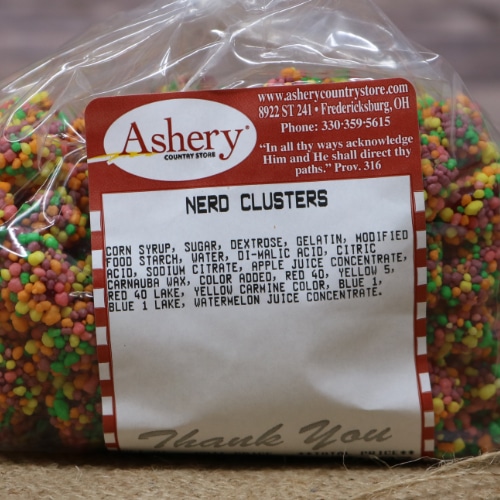 www.asherycountrystore.com
8922 ST 241 • Fredericksburg, OH
Phone: 330-359-5615
Ashery
COUNTRY STORE
"In all thy ways acknowledge
Him and He shall direct thy
paths." Prov. 316
NERD CLUSTERS
CORN SYRUP, SUGAR, DEXTROSE, GELATIN, MODIFIED
FOOD STARCH, WATER, DI-MALIC ACID, CITRIC
ACID, SODIUM CITRATE, APPLE JUICE CONCENTRATE,
CARNAUBA WAX, COLOR ADDED, RED 40, YELLOW 5,
RED 40 LAKE, YELLOW CARMINE COLOR, BLUE 1,
BLUE 1 LAKE, WATERMELON JUICE CONCENTRATE.
Thank You